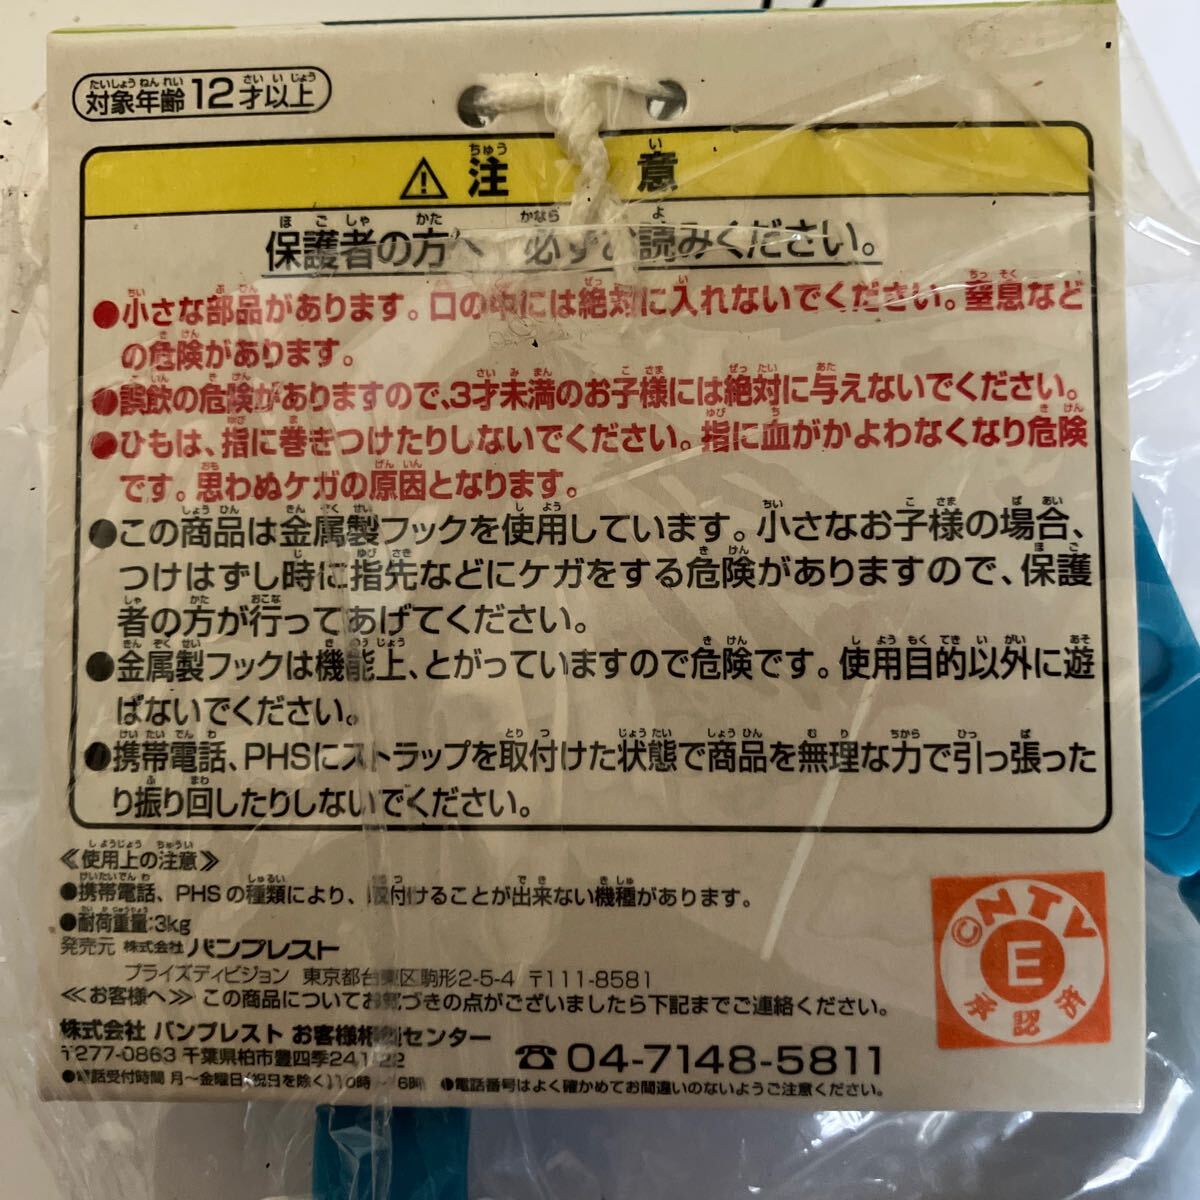 対象年齢12才以上
⚠注意
保護者の方へ 必ずお読みください。
●小さな部品があります。口の中には絶対に入れないでください。窒息など
の危険があります。
●誤飲の危険がありますので、3才未満のお子様には絶対に与えないでください。
●ひもは、指に巻きつけたりしないでください。指に血がかよわなくなり危険
です。思わぬケガの原因となります。
●この商品は金属製フックを使用しています。小さなお子様の場合、
つけはずし時に指先などにケガをする危険がありますので、保護
者の方が行ってあげてください。
●金属製フックは機能上、とがっていますので危険です。使用目的以外に遊
ばないでください。
●携帯電話、PHSにストラップを取付けた状態で商品を無理な力で引っ張った
り振り回したりしないでください。
≪使用上の注意≫
●携帯電話、PHSの種類により、取付けることが出来ない機種があります。
●耐荷重量:3kg
発売元 株式会社 バンプレスト
プライズディビジョン 東京都台東区駒形2-5-4 〒111-8581
≪お客様へ≫ この商品についてお気づきの点がございましたら下記までご連絡ください。
株式会社 バンプレスト お客様相談センター
〒277-0863 千葉県柏市豊四季241-22
☎04-7148-5811
●電話受付時間 月〜金曜日(祝日を除く)10時〜16時 ●電話番号はよく確かめてお間違いのないようご注意ください。
©NTV
E
承認済